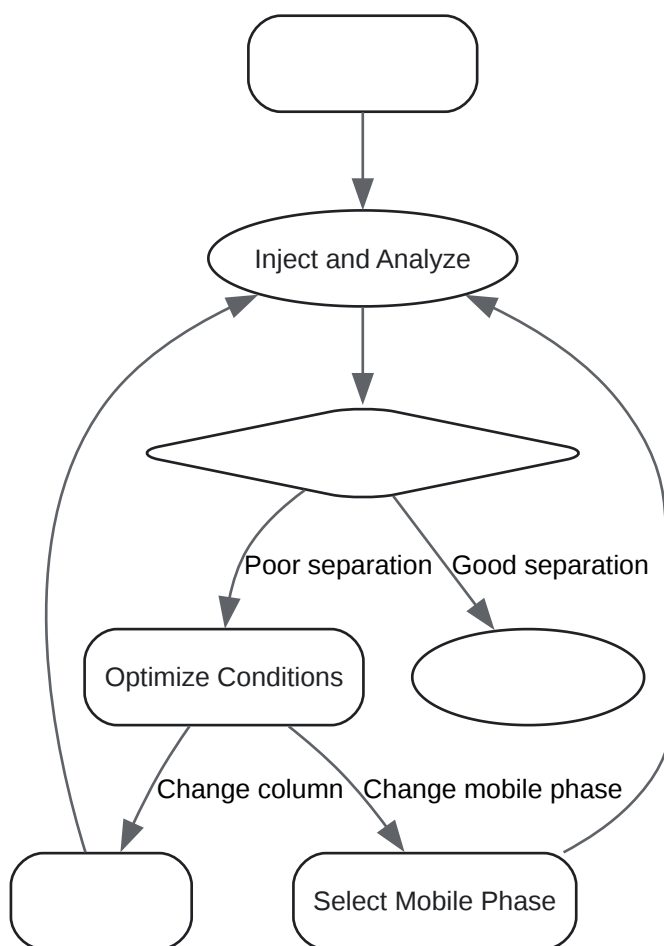 Inject and Analyze
Poor separation
Good separation
Optimize Conditions
Change column
Change mobile phase
Select Mobile Phase